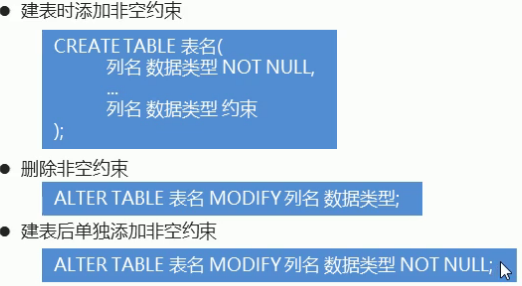 ● 建表时添加非空约束
CREATE TABLE 表名(
列名 数据类型 NOT NULL,
...
列名 数据类型 约束
);
● 删除非空约束
ALTER TABLE 表名 MODIFY 列名 数据类型;
● 建表后单独添加非空约束
ALTER TABLE 表名 MODIFY 列名 数据类型 NOT NULL;